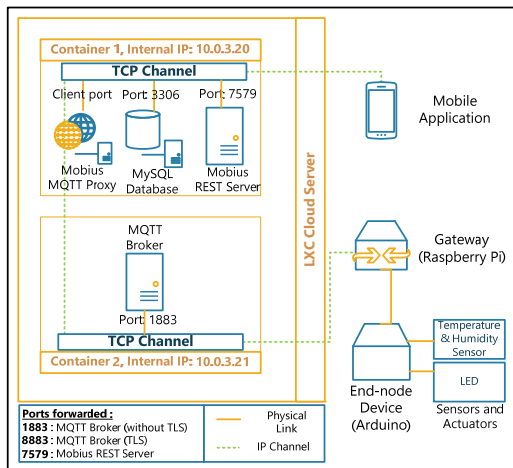 Container 1, Internal IP: 10.0.3.20
TCP Channel
Client port
Port: 3306
Port: 7579
Mobius
MQTT Proxy
MySQL
Database
Mobius
REST Server
LXC Cloud Server
Mobile
Application
MQTT
Broker
Port: 1883
TCP Channel
Container 2, Internal IP: 10.0.3.21
Gateway
(Raspberry Pi)
Temperature
& Humidity
Sensor
LED
End-node
Device
(Arduino)
Sensors and
Actuators
Ports forwarded :
1883 : MQTT Broker (without TLS)
8883 : MQTT Broker (TLS)
7579 : Mobius REST Server
Physical
Link
IP Channel